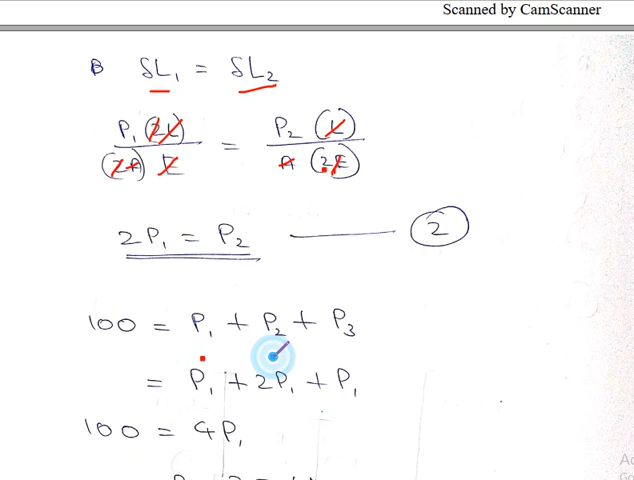 Scanned by CamScanner
B δL₁ = δL₂
P₁(2L) / (2A) E = P₂(L) / A (2E)
2P₁ = P₂ ——— 2
100 = P₁ + P₂ + P₃
= P₁ + 2P₁ + P₁
100 = 4P₁